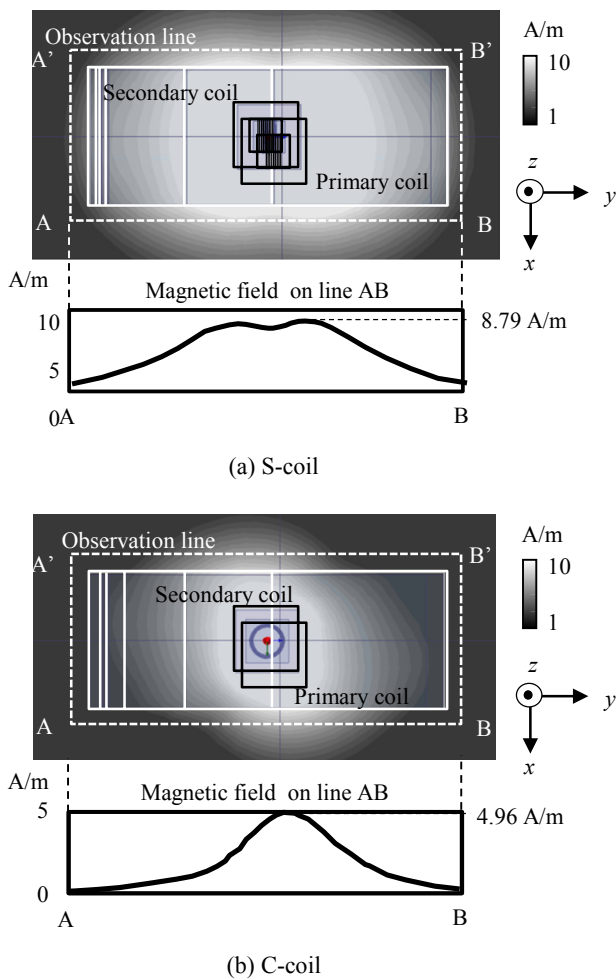 A/m
Observation line
A'
B'
10
1
Secondary coil
Primary coil
z
y
x
A
B
A/m
Magnetic field on line AB
10
8.79 A/m
5
0
A
B
(a) S-coil
A/m
Observation line
A'
B'
10
1
Secondary coil
Primary coil
z
y
x
A
B
A/m
Magnetic field on line AB
5
4.96 A/m
0
A
B
(b) C-coil